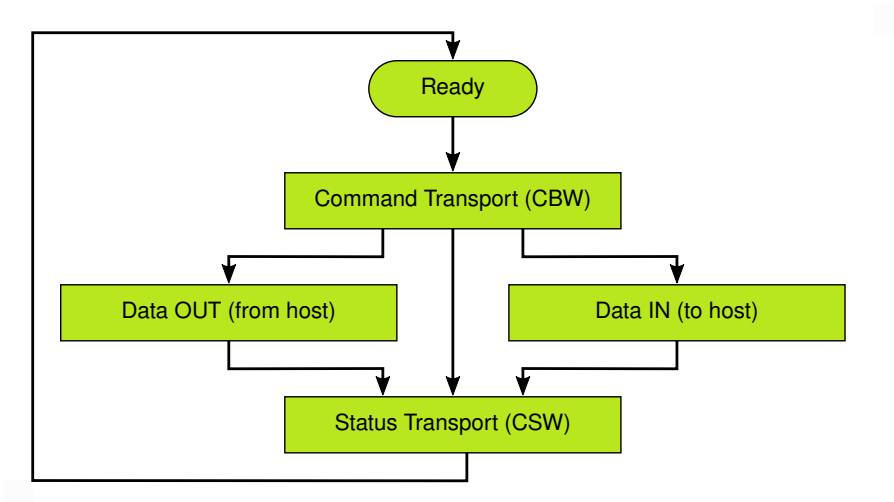 Ready
Command Transport (CBW)
Data OUT (from host)
Data IN (to host)
Status Transport (CSW)